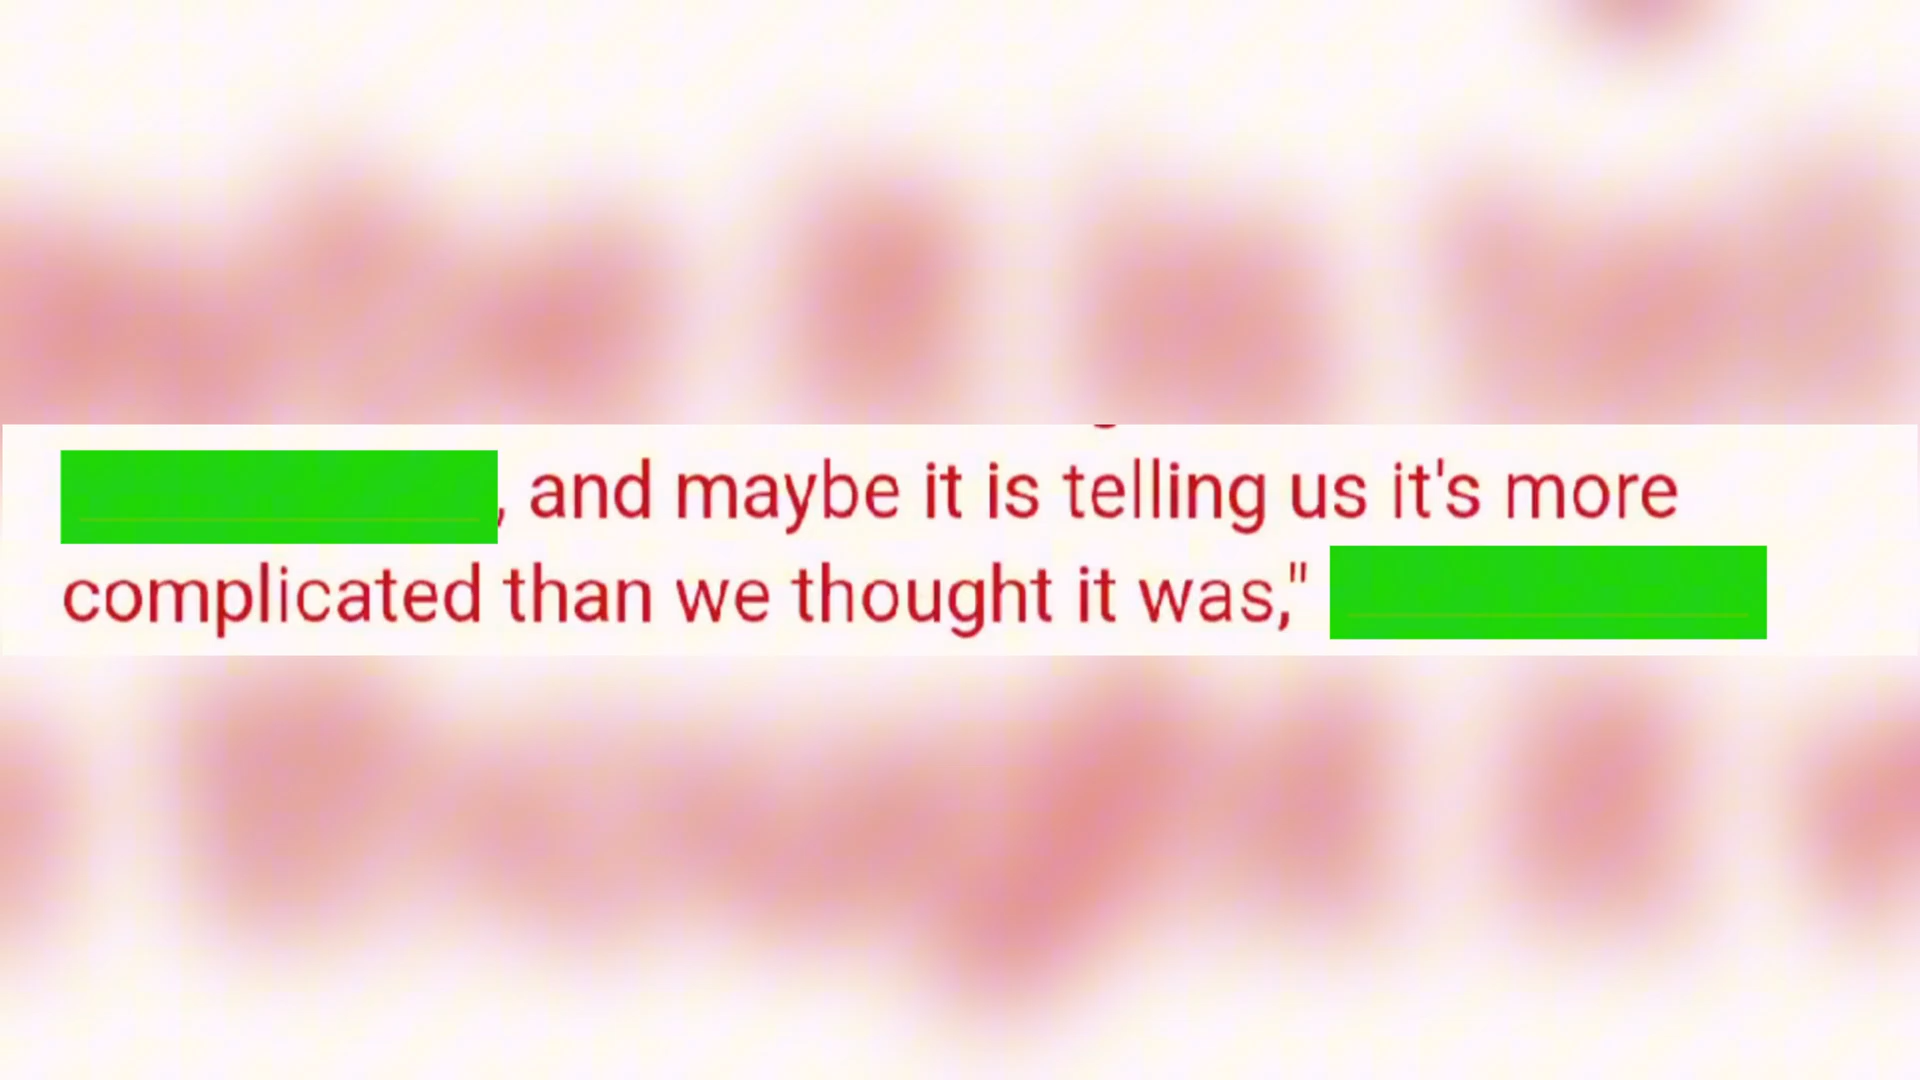 , and maybe it is telling us it's more
complicated than we thought it was,"